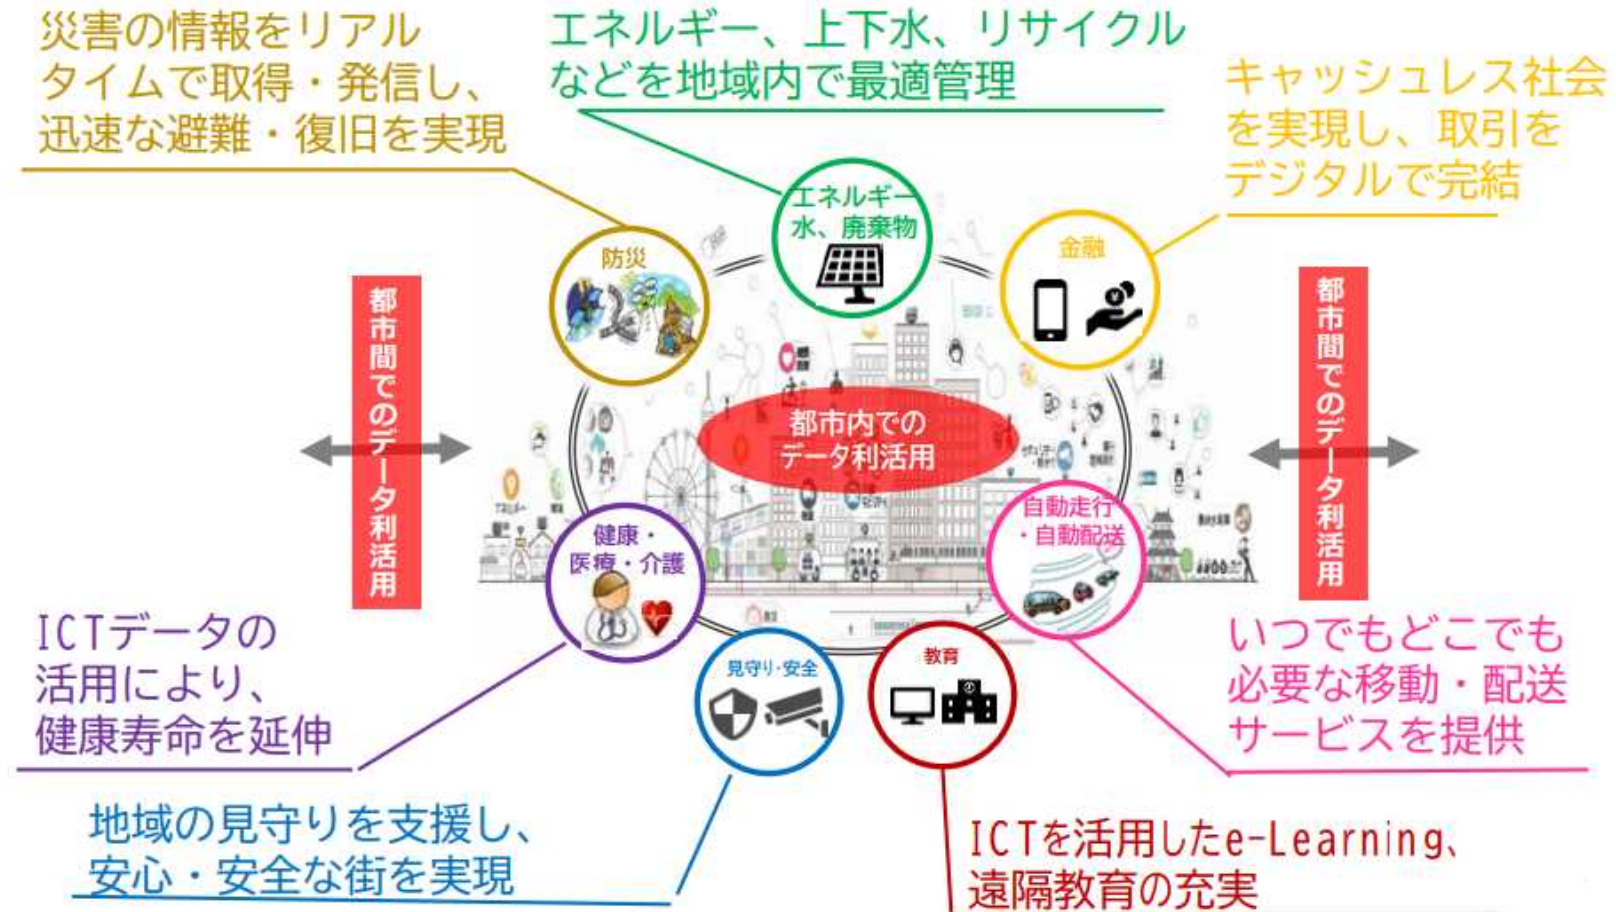 災害の情報をリアル
タイムで取得・発信し、
迅速な避難・復旧を実現
エネルギー、上下水、リサイクル
などを地域内で最適管理
キャッシュレス社会
を実現し、取引を
デジタルで完結
エネルギー
水、廃棄物
防災
金融
都市間でのデータ利活用
都市内での
データ利活用
都市間でのデータ利活用
健康・
医療・介護
自動走行
・自動配送
見守り・安全
教育
ICTデータの
活用により、
健康寿命を延伸
いつでもどこでも
必要な移動・配送
サービスを提供
地域の見守りを支援し、
安心・安全な街を実現
ICTを活用したe-Learning、
遠隔教育の充実